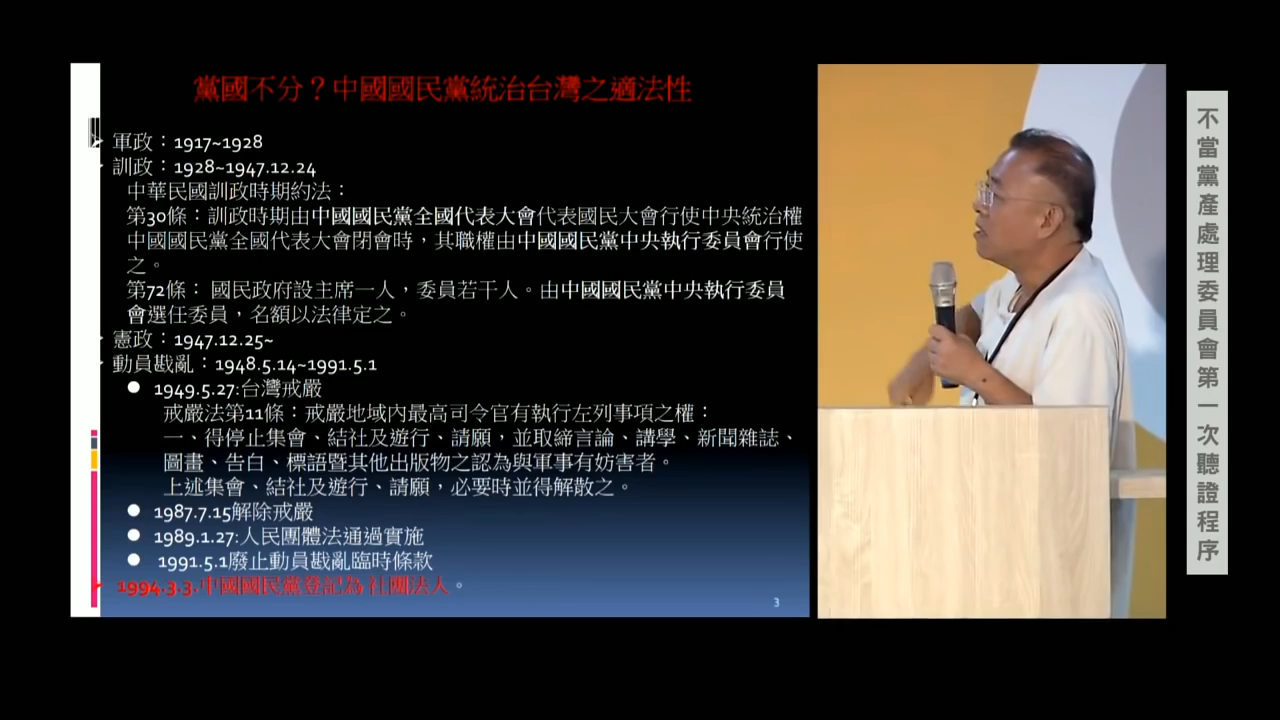 黨國不分？中國國民黨統治台灣之適法性
軍政：1917~1928
訓政：1928~1947.12.24
中華民國訓政時期約法：
第30條：訓政時期由中國國民黨全國代表大會代表國民大會行使中央統治權
中國國民黨全國代表大會閉會時，其職權由中國國民黨中央執行委員會行使
之。
第72條： 國民政府設主席一人，委員若干人。由中國國民黨中央執行委員
會選任委員，名額以法律定之。
憲政：1947.12.25~
動員戡亂：1948.5.14~1991.5.1
● 1949.5.27:台灣戒嚴
戒嚴法第11條：戒嚴地域內最高司令官有執行左列事項之權：
一、得停止集會、結社及遊行、請願，並取締言論、講學、新聞雜誌、
圖畫、告白、標語暨其他出版物之認為與軍事有妨害者。
上述集會、結社及遊行、請願，必要時並得解散之。
● 1987.7.15解除戒嚴
● 1989.1.27:人民團體法通過實施
● 1991.5.1廢止動員戡亂臨時條款
1994.3.3.中國國民黨登記為 社團法人。
3
不當黨產處理委員會第一次聽證程序